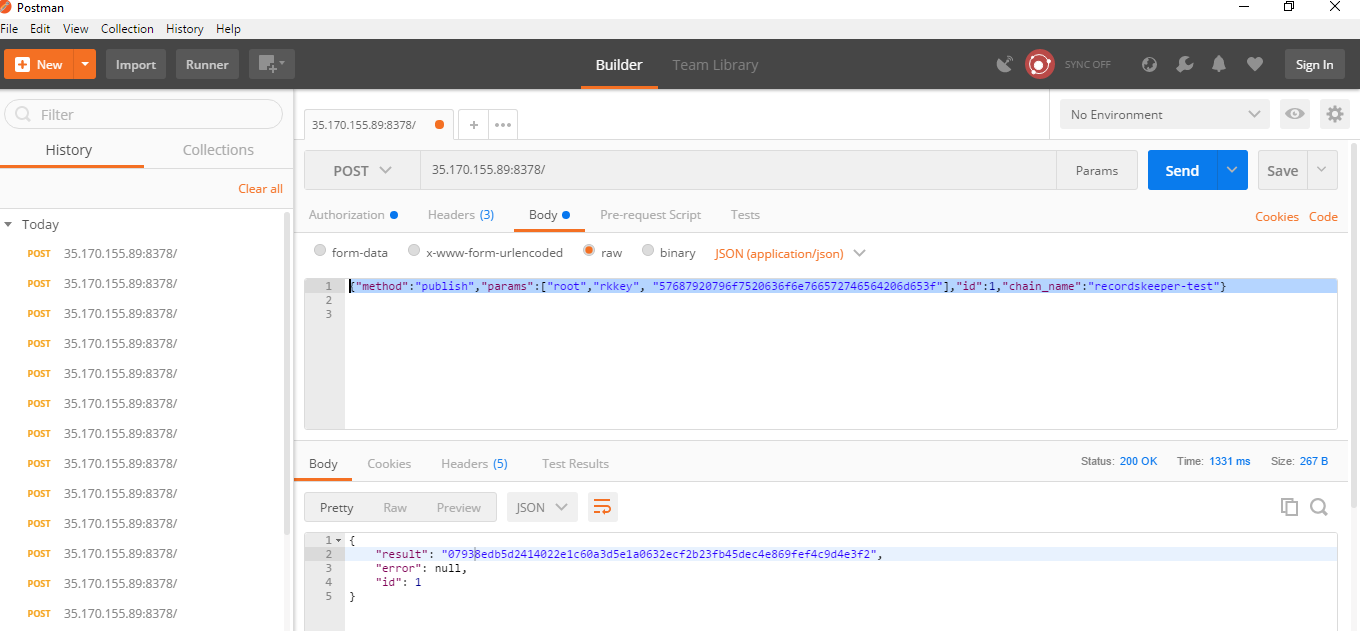 Postman
File Edit View Collection History Help
New Import Runner Builder Team Library SYNC OFF Sign In
Filter
History Collections
Clear all
Today
POST 35.170.155.89:8378/
POST 35.170.155.89:8378/
POST 35.170.155.89:8378/
POST 35.170.155.89:8378/
POST 35.170.155.89:8378/
POST 35.170.155.89:8378/
POST 35.170.155.89:8378/
POST 35.170.155.89:8378/
POST 35.170.155.89:8378/
POST 35.170.155.89:8378/
POST 35.170.155.89:8378/
POST 35.170.155.89:8378/
POST 35.170.155.89:8378/
35.170.155.89:8378/ + ••• No Environment
POST 35.170.155.89:8378/ Params Send Save
Authorization Headers (3) Body Pre-request Script Tests Cookies Code
form-data x-www-form-urlencoded raw binary JSON (application/json)
1 {"method":"publish","params":["root","rkkey", "57687920796f7520636f6e766572746564206d653f"],"id":1,"chain_name":"recordskeeper-test"}
2
3
Body Cookies Headers (5) Test Results Status: 200 OK Time: 1331 ms Size: 267 B
Pretty Raw Preview JSON
1 {
2 "result": "07938edb5d2414022e1c60a3d5e1a0632ecf2b23fb45dec4e869fef4c9d4e3f2",
3 "error": null,
4 "id": 1
5 }